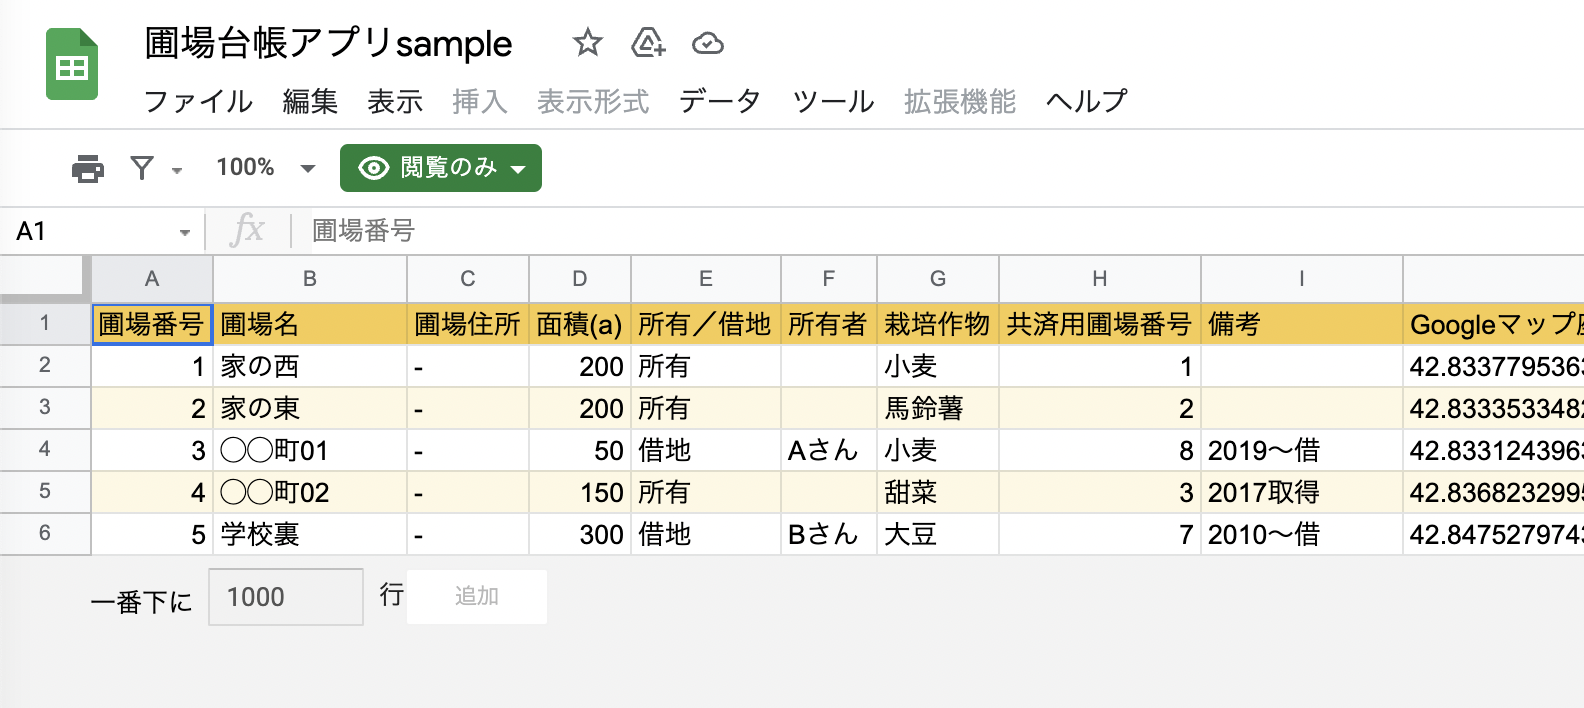 圃場台帳アプリsample
ファイル 編集 表示 挿入 表示形式 データ ツール 拡張機能 ヘルプ
100% 閲覧のみ
A1 fx 圃場番号
A B C D E F G H I
1 圃場番号 圃場名 圃場住所 面積(a) 所有／借地 所有者 栽培作物 共済用圃場番号 備考 Googleマップ
2 1 家の西 - 200 所有 小麦 1 42.8337795363
3 2 家の東 - 200 所有 馬鈴薯 2 42.833353348
4 3 〇〇町01 - 50 借地 Aさん 小麦 8 2019〜借 42.8331243963
5 4 〇〇町02 - 150 所有 甜菜 3 2017取得 42.836823299
6 5 学校裏 - 300 借地 Bさん 大豆 7 2010〜借 42.847527974
一番下に 1000 行 追加